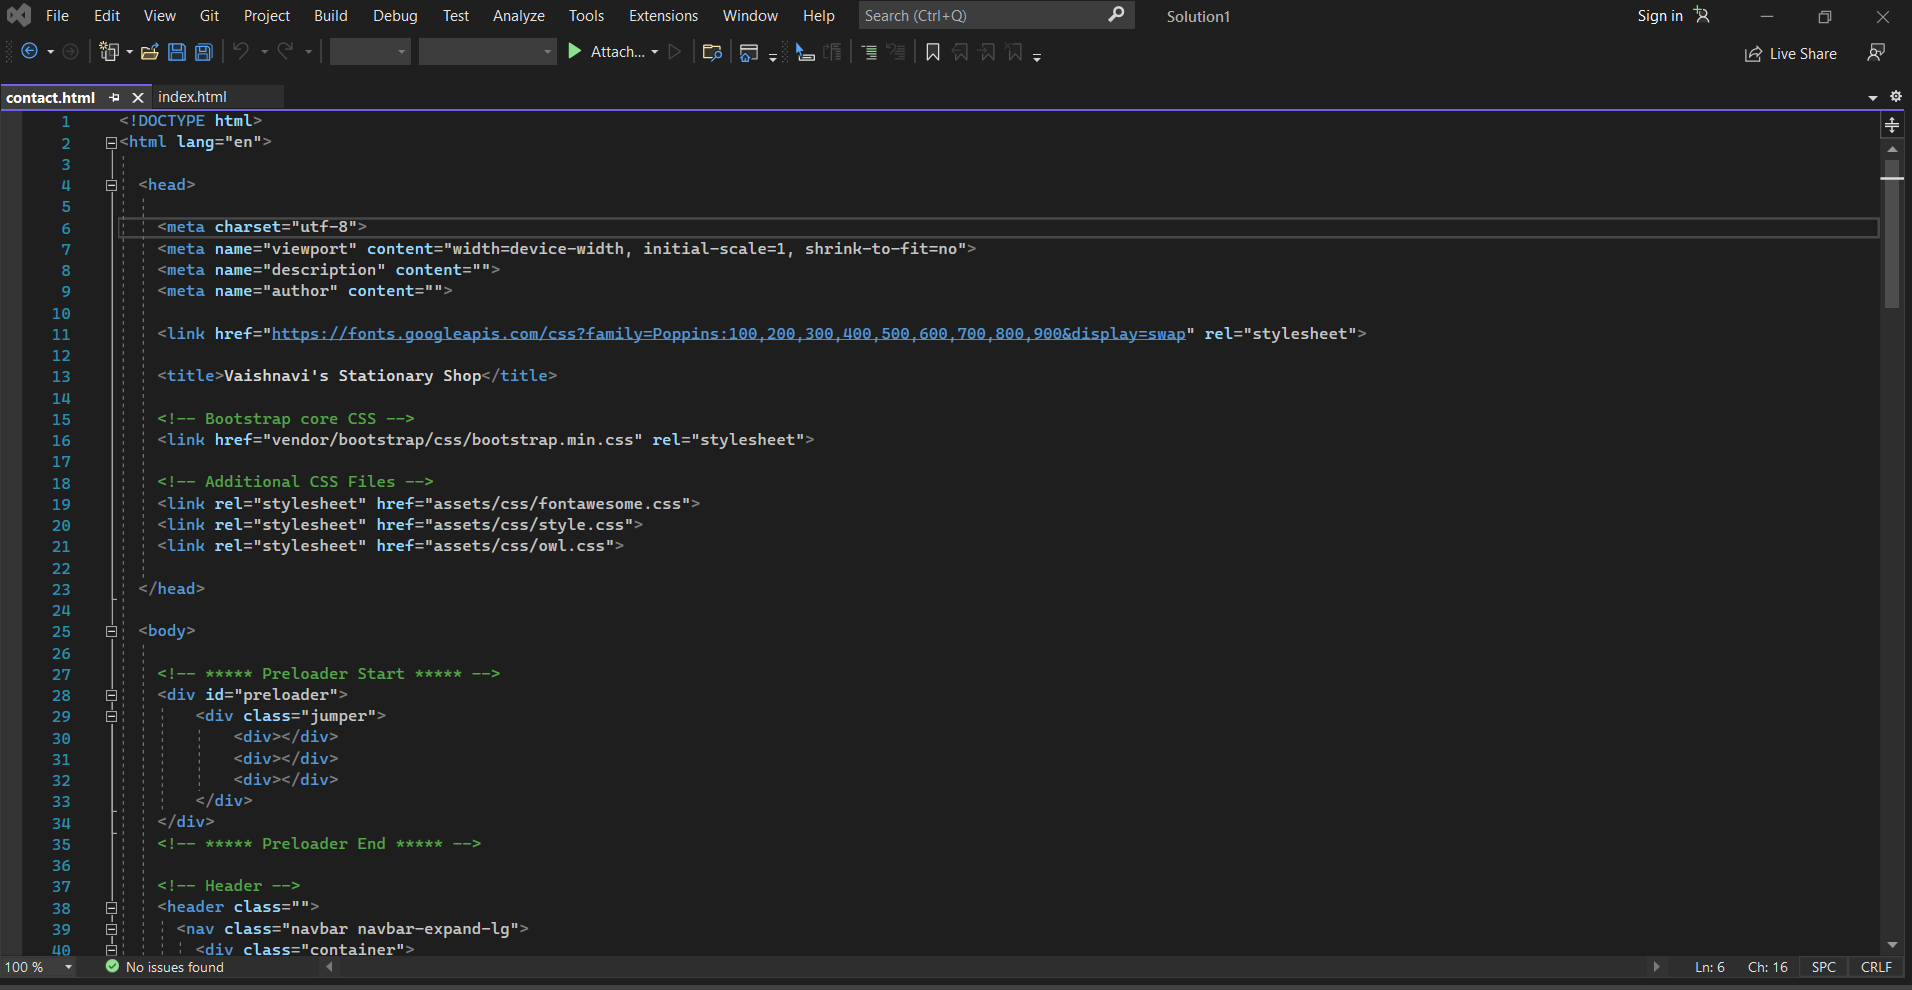 File Edit View Git Project Build Debug Test Analyze Tools Extensions Window Help Search (Ctrl+Q) Solution1 Sign in
Attach... Live Share
contact.html index.html
1 <!DOCTYPE html>
2 <html lang="en">
3
4 <head>
5
6 <meta charset="utf-8">
7 <meta name="viewport" content="width=device-width, initial-scale=1, shrink-to-fit=no">
8 <meta name="description" content="">
9 <meta name="author" content="">
10
11 <link href="https://fonts.googleapis.com/css?family=Poppins:100,200,300,400,500,600,700,800,900&display=swap" rel="stylesheet">
12
13 <title>Vaishnavi's Stationary Shop</title>
14
15 <!-- Bootstrap core CSS -->
16 <link href="vendor/bootstrap/css/bootstrap.min.css" rel="stylesheet">
17
18 <!-- Additional CSS Files -->
19 <link rel="stylesheet" href="assets/css/fontawesome.css">
20 <link rel="stylesheet" href="assets/css/style.css">
21 <link rel="stylesheet" href="assets/css/owl.css">
22
23 </head>
24
25 <body>
26
27 <!-- ***** Preloader Start ***** -->
28 <div id="preloader">
29 <div class="jumper">
30 <div></div>
31 <div></div>
32 <div></div>
33 </div>
34 </div>
35 <!-- ***** Preloader End ***** -->
36
37 <!-- Header -->
38 <header class="">
39 <nav class="navbar navbar-expand-lg">
40 <div class="container">
100 % No issues found Ln: 6 Ch: 16 SPC CRLF